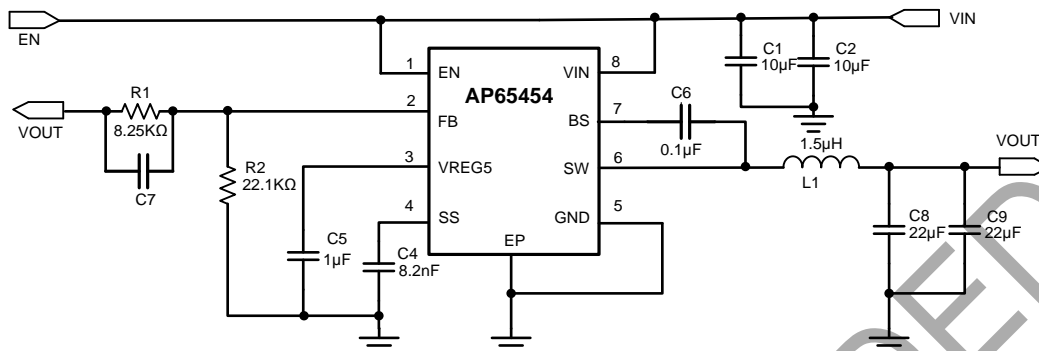 EN
VIN
1
EN
VIN
8
C1
10µF
C2
10µF
AP65454
R1
8.25KΩ
VOUT
C7
2
FB
BS
7
C6
0.1µF
R2
22.1KΩ
3
VREG5
SW
6
1.5µH
L1
VOUT
4
SS
GND
5
EP
C5
1µF
C4
8.2nF
C8
22µF
C9
22µF